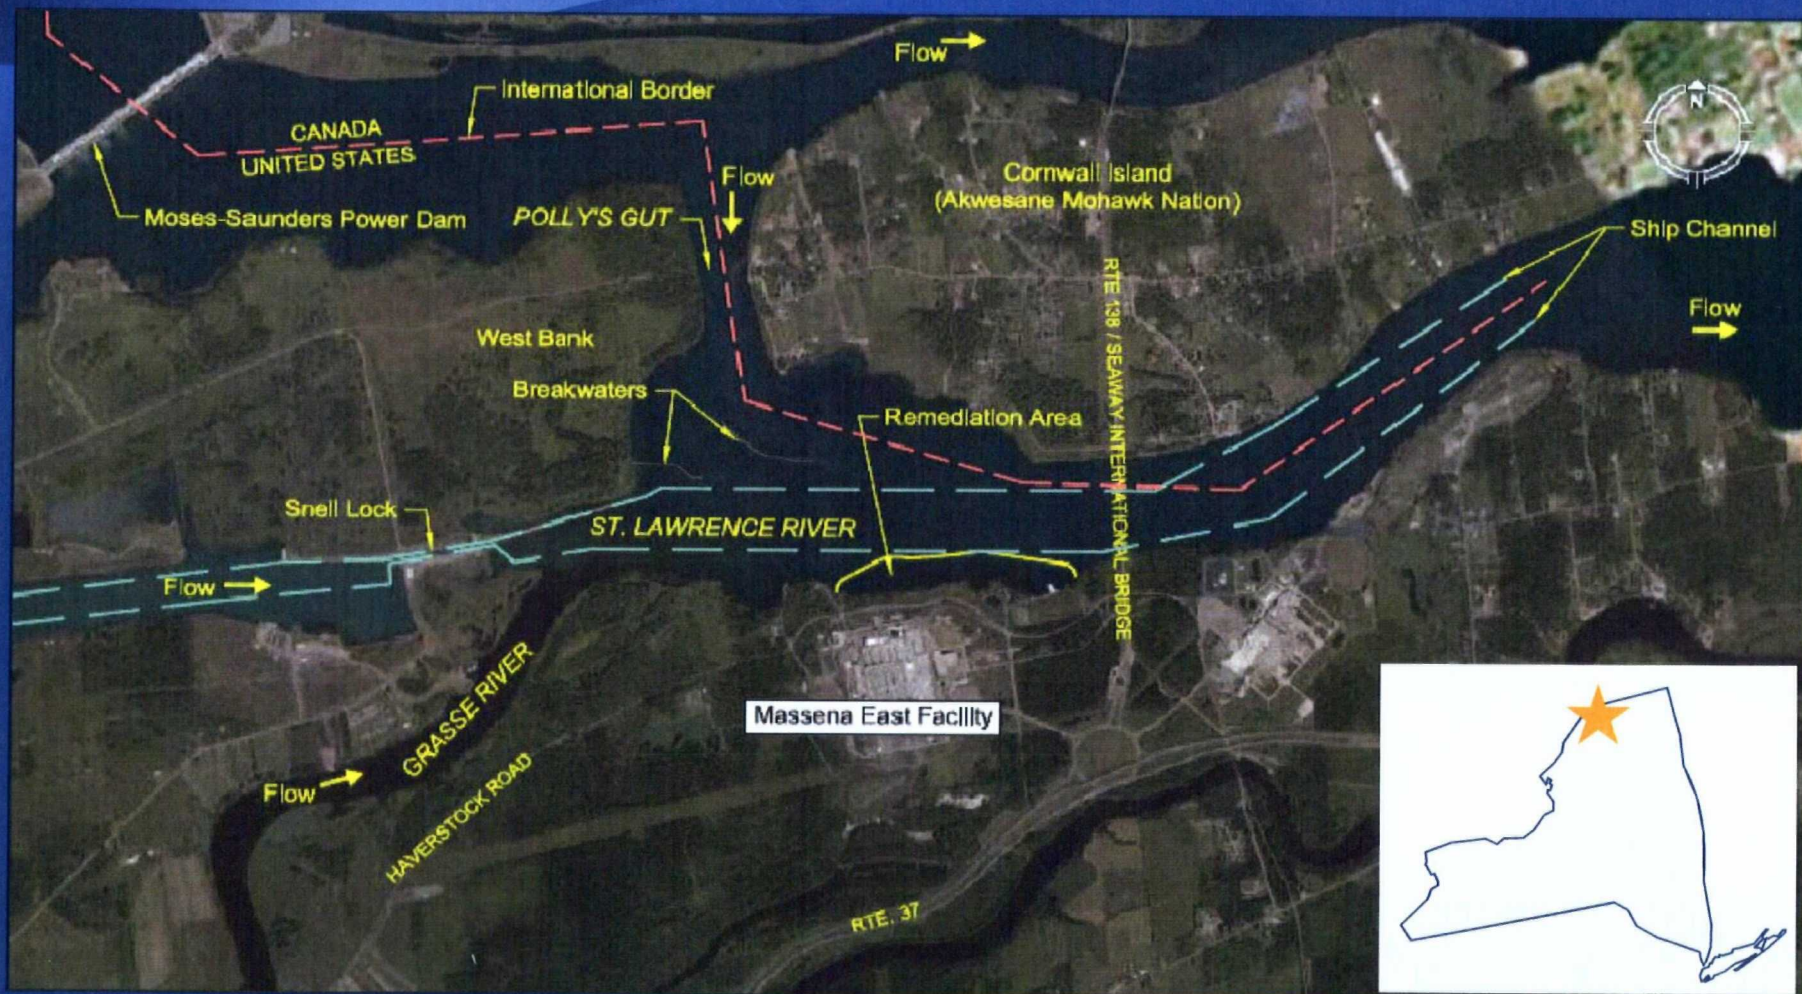 Flow
International Border
CANADA
UNITED STATES
Moses-Saunders Power Dam
POLLY'S GUT
Flow
Cornwall Island
(Akwesane Mohawk Nation)
N
Ship Channel
Flow
RTE 138 / SEAWAY INTERNATIONAL BRIDGE
West Bank
Breakwaters
Remediation Area
Snell Lock
ST. LAWRENCE RIVER
Flow
GRASSE RIVER
Massena East Facility
Flow
HAVERSTOCK ROAD
RTE. 37